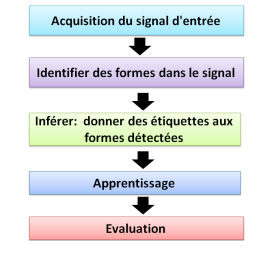 Acquisition du signal d'entrée
Identifier des formes dans le signal
Inférer: donner des étiquettes aux
formes détectées
Apprentissage
Evaluation